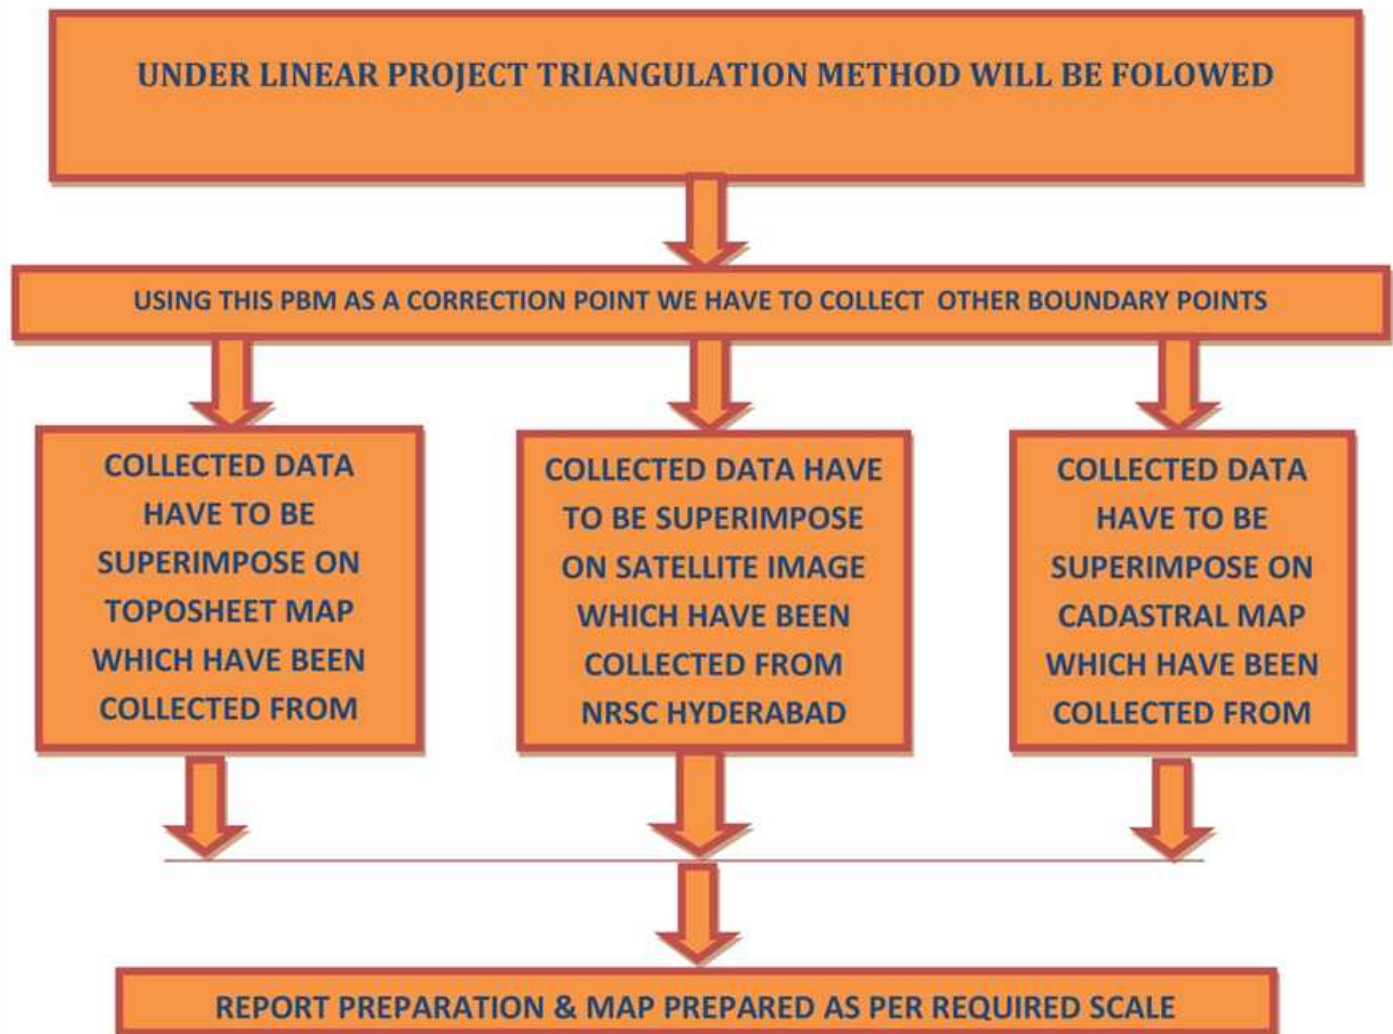 UNDER LINEAR PROJECT TRIANGULATION METHOD WILL BE FOLOWED
USING THIS PBM AS A CORRECTION POINT WE HAVE TO COLLECT OTHER BOUNDARY POINTS
COLLECTED DATA
HAVE TO BE
SUPERIMPOSE ON
TOPOSHEET MAP
WHICH HAVE BEEN
COLLECTED FROM
COLLECTED DATA HAVE
TO BE SUPERIMPOSE
ON SATELLITE IMAGE
WHICH HAVE BEEN
COLLECTED FROM
NRSC HYDERABAD
COLLECTED DATA
HAVE TO BE
SUPERIMPOSE ON
CADASTRAL MAP
WHICH HAVE BEEN
COLLECTED FROM
REPORT PREPARATION & MAP PREPARED AS PER REQUIRED SCALE